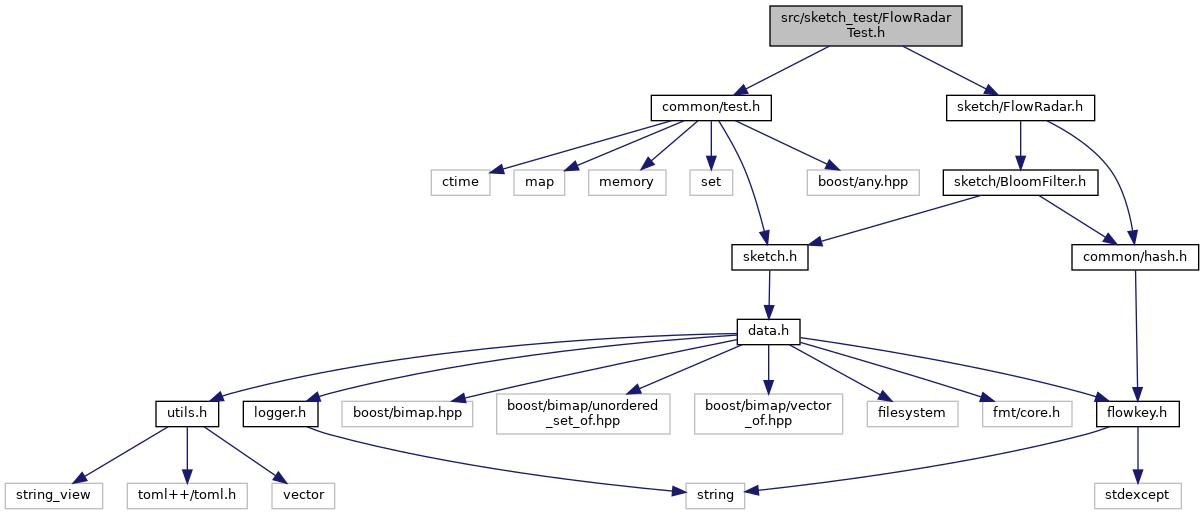 src/sketch_test/FlowRadar
Test.h
common/test.h
sketch/FlowRadar.h
ctime
map
memory
set
boost/any.hpp
sketch/BloomFilter.h
sketch.h
common/hash.h
data.h
utils.h
logger.h
boost/bimap.hpp
boost/bimap/unordered
_set_of.hpp
boost/bimap/vector
_of.hpp
filesystem
fmt/core.h
flowkey.h
string_view
toml++/toml.h
vector
string
stdexcept